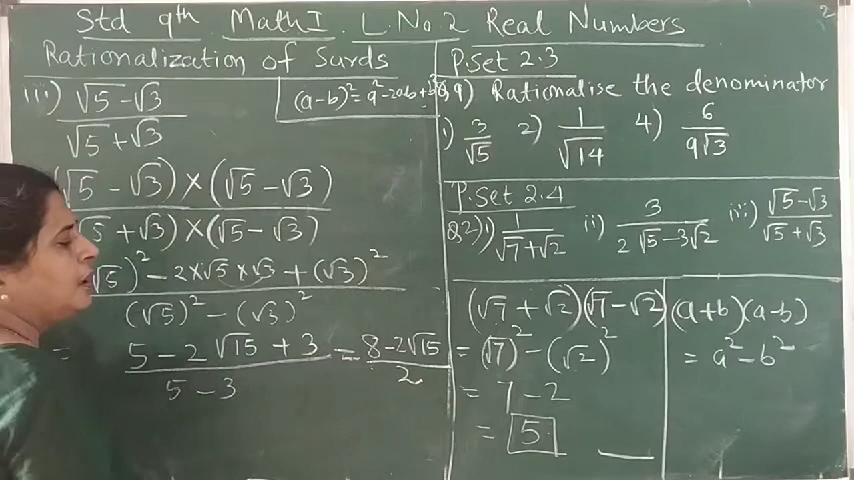 Std 9th Math I L.No 2 Real Numbers
2
Rationalization of Surds
iii) √5-√3 / √5+√3
(a-b)² = a²-2ab+
√5 - √3) × (√5 - √3)
√5 + √3) × (√5 - √3)
√5)² - 2×√5×√3 + (√3)²
(√5)² - (√3)²
= 5 - 2√15 + 3 / 5 - 3 = 8-2√15 / 2
P.Set 2.3
9) Rationalise the denominator
1) 3/√5 2) 1/√14 4) 6/9√3
P.Set 2.4
Q2) i) 1/√7+√2 ii) 3/2√5-3√2 iii) √5-√3/√5+√3
(√7 + √2)(√7 - √2)
= (√7)² - (√2)²
= 7 - 2
= 5
(a+b)(a-b)
= a² - b²